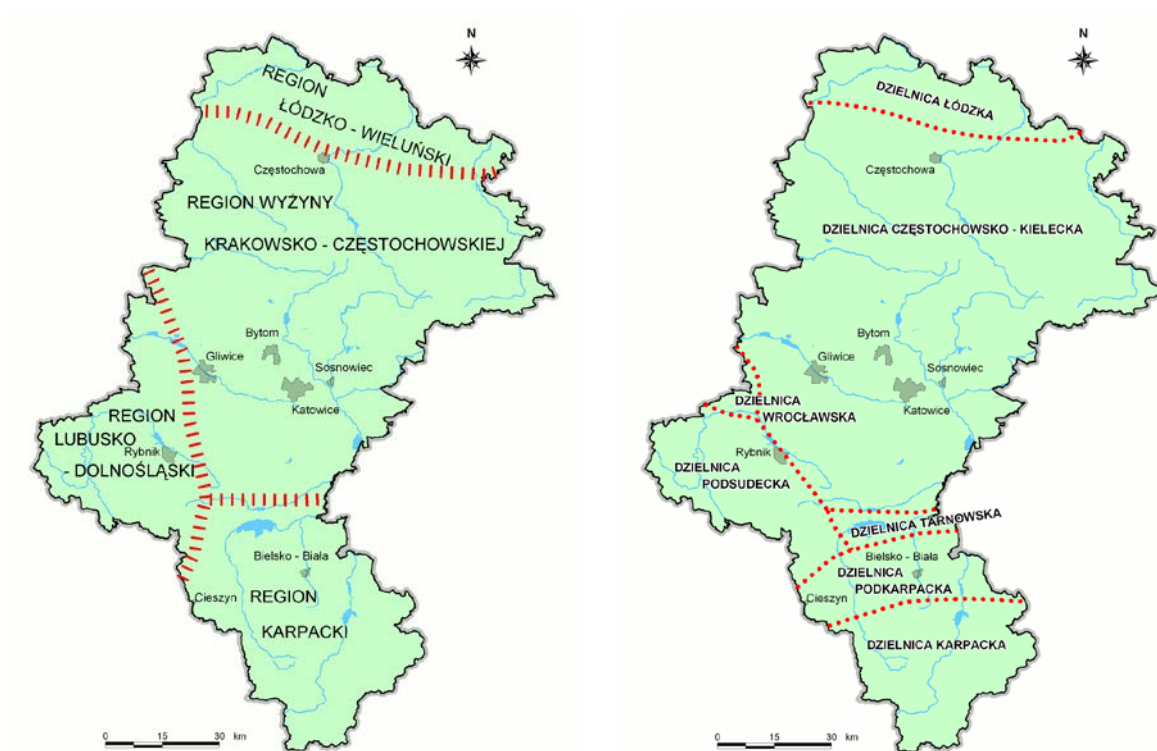 N
REGION
ŁÓDZKO - WIELUŃSKI
Częstochowa
REGION WYŻYNY
KRAKOWSKO - CZĘSTOCHOWSKIEJ
Bytom
Gliwice
Sosnowiec
Katowice
REGION
LUBUSKO
- DOLNOŚLĄSKI
Rybnik
Bielsko - Biała
Cieszyn
REGION
KARPACKI
0 15 30 km
N
DZIELNICA ŁÓDZKA
Częstochowa
DZIELNICA CZĘSTOCHOWSKO - KIELECKA
Bytom
Gliwice
Sosnowiec
Katowice
DZIELNICA
WROCŁAWSKA
Rybnik
DZIELNICA
PODSUDECKA
DZIELNICA TARNOWSKA
Bielsko - Biała
DZIELNICA
PODKARPACKA
Cieszyn
DZIELNICA KARPACKA
0 15 30 km